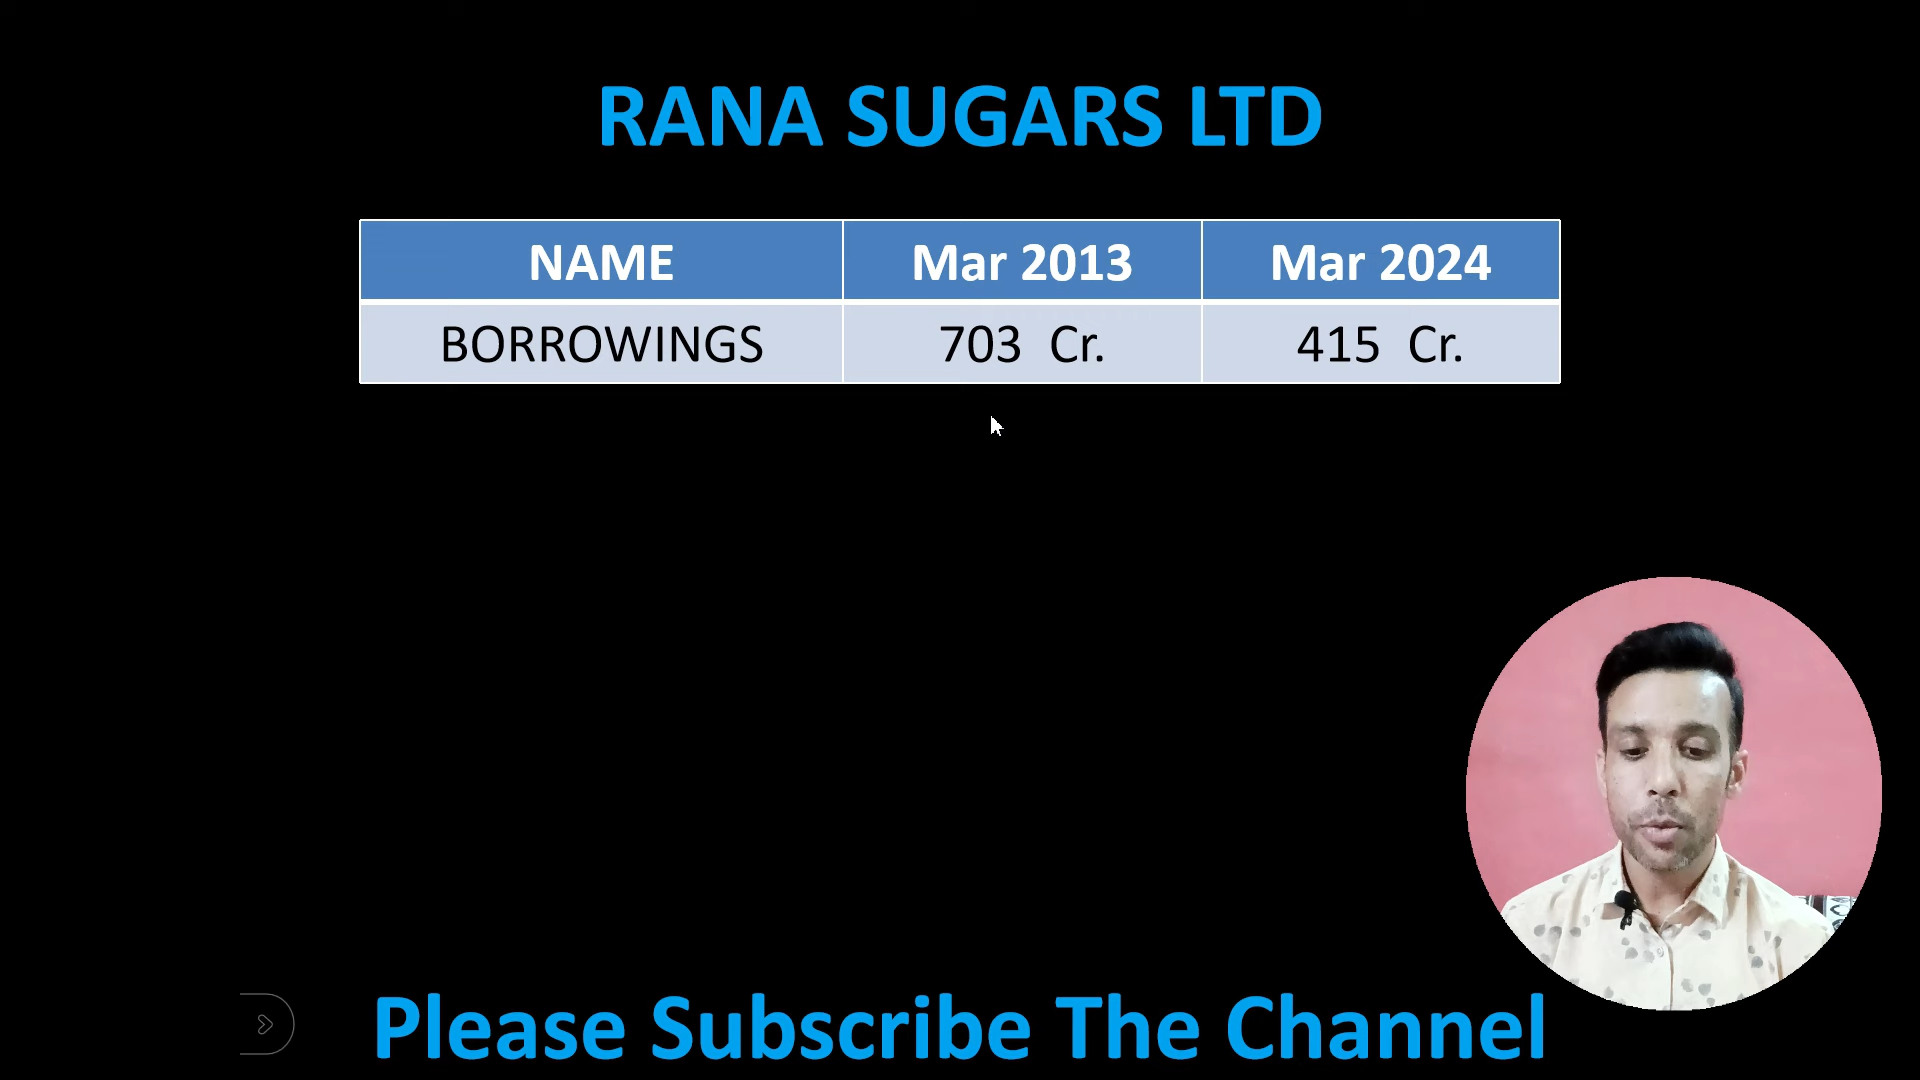 RANA SUGARS LTD
NAME Mar 2013 Mar 2024
BORROWINGS 703 Cr. 415 Cr.
Please Subscribe The Channel